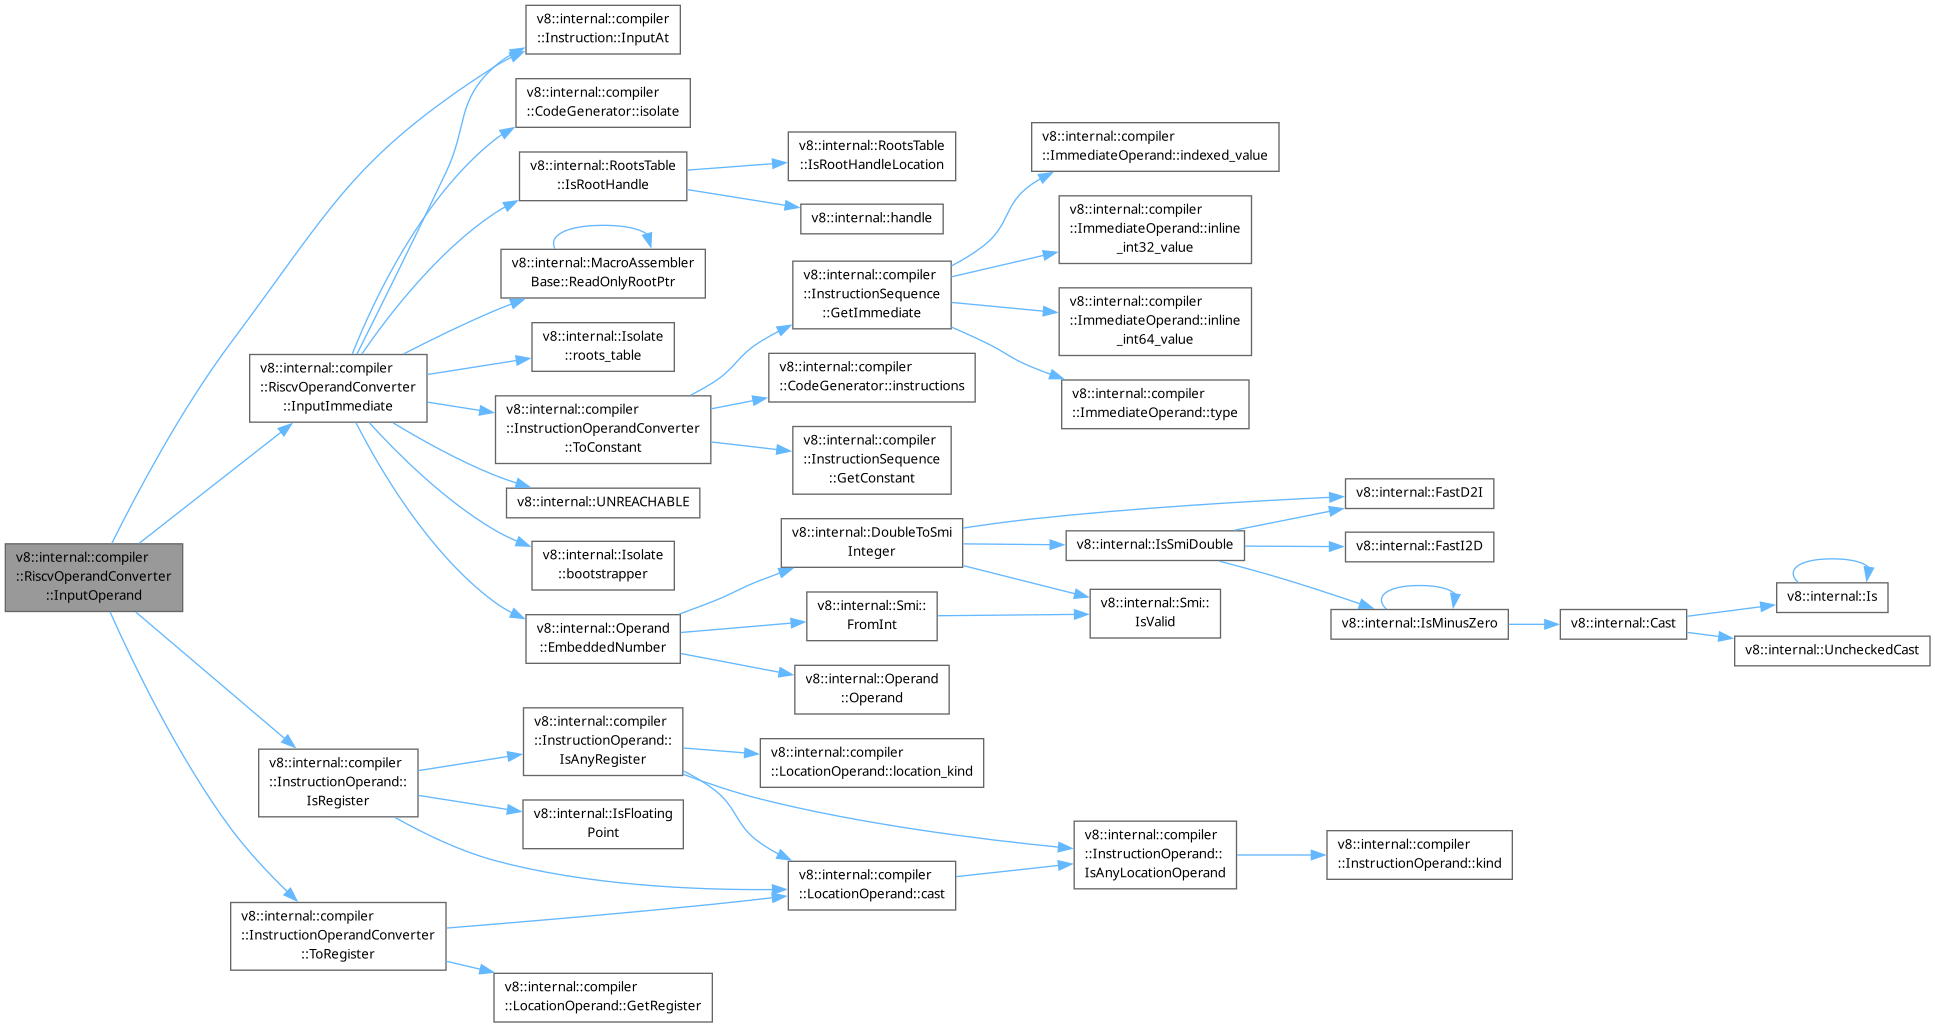 v8::internal::compiler
::RiscvOperandConverter
::InputOperand
v8::internal::compiler
::RiscvOperandConverter
::InputImmediate
v8::internal::compiler
::InstructionOperand::
IsRegister
v8::internal::compiler
::InstructionOperandConverter
::ToRegister
v8::internal::compiler
::Instruction::InputAt
v8::internal::compiler
::CodeGenerator::isolate
v8::internal::RootsTable
::IsRootHandle
v8::internal::MacroAssembler
Base::ReadOnlyRootPtr
v8::internal::Isolate
::roots_table
v8::internal::compiler
::InstructionOperandConverter
::ToConstant
v8::internal::UNREACHABLE
v8::internal::Isolate
::bootstrapper
v8::internal::Operand
::EmbeddedNumber
v8::internal::compiler
::InstructionOperand::
IsAnyRegister
v8::internal::IsFloating
Point
v8::internal::compiler
::LocationOperand::GetRegister
v8::internal::RootsTable
::IsRootHandleLocation
v8::internal::handle
v8::internal::compiler
::InstructionSequence
::GetImmediate
v8::internal::compiler
::CodeGenerator::instructions
v8::internal::compiler
::InstructionSequence
::GetConstant
v8::internal::DoubleToSmi
Integer
v8::internal::Smi::
FromInt
v8::internal::Operand
::Operand
v8::internal::compiler
::LocationOperand::location_kind
v8::internal::compiler
::LocationOperand::cast
v8::internal::compiler
::ImmediateOperand::indexed_value
v8::internal::compiler
::ImmediateOperand::inline
_int32_value
v8::internal::compiler
::ImmediateOperand::inline
_int64_value
v8::internal::compiler
::ImmediateOperand::type
v8::internal::IsSmiDouble
v8::internal::Smi::
IsValid
v8::internal::compiler
::InstructionOperand::
IsAnyLocationOperand
v8::internal::FastD2I
v8::internal::FastI2D
v8::internal::IsMinusZero
v8::internal::compiler
::InstructionOperand::kind
v8::internal::Cast
v8::internal::Is
v8::internal::UncheckedCast